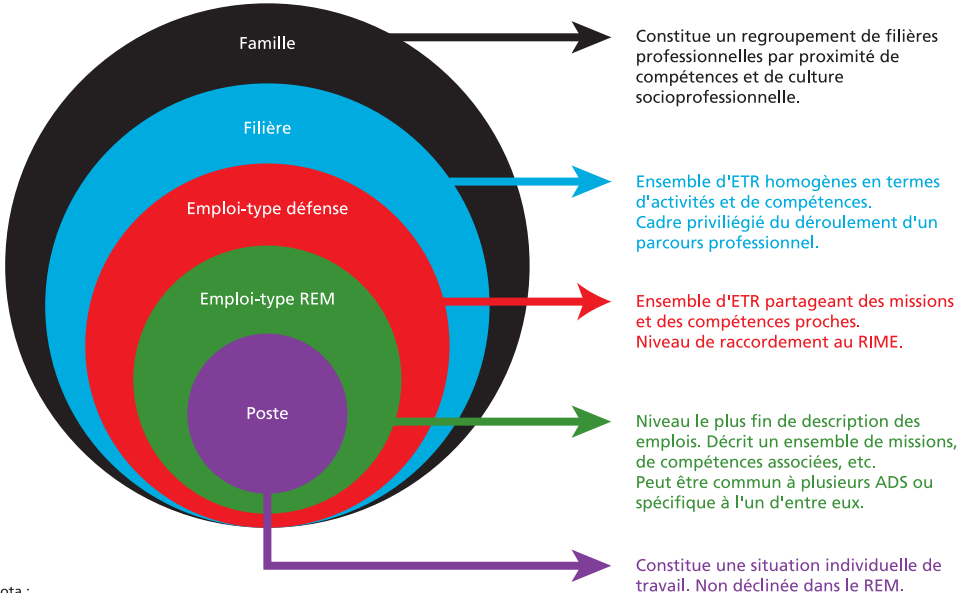 Famille
Constitue un regroupement de filières
professionnelles par proximité de
compétences et de culture
socioprofessionnelle.
Filière
Ensemble d'ETR homogènes en termes
d'activités et de compétences.
Cadre priviliégié du déroulement d'un
parcours professionnel.
Emploi-type défense
Ensemble d'ETR partageant des missions
et des compétences proches.
Niveau de raccordement au RIME.
Emploi-type REM
Niveau le plus fin de description des
emplois. Décrit un ensemble de missions,
de compétences associées, etc.
Peut être commun à plusieurs ADS ou
spécifique à l'un d'entre eux.
Poste
Constitue une situation individuelle de
travail. Non déclinée dans le REM.
ota :